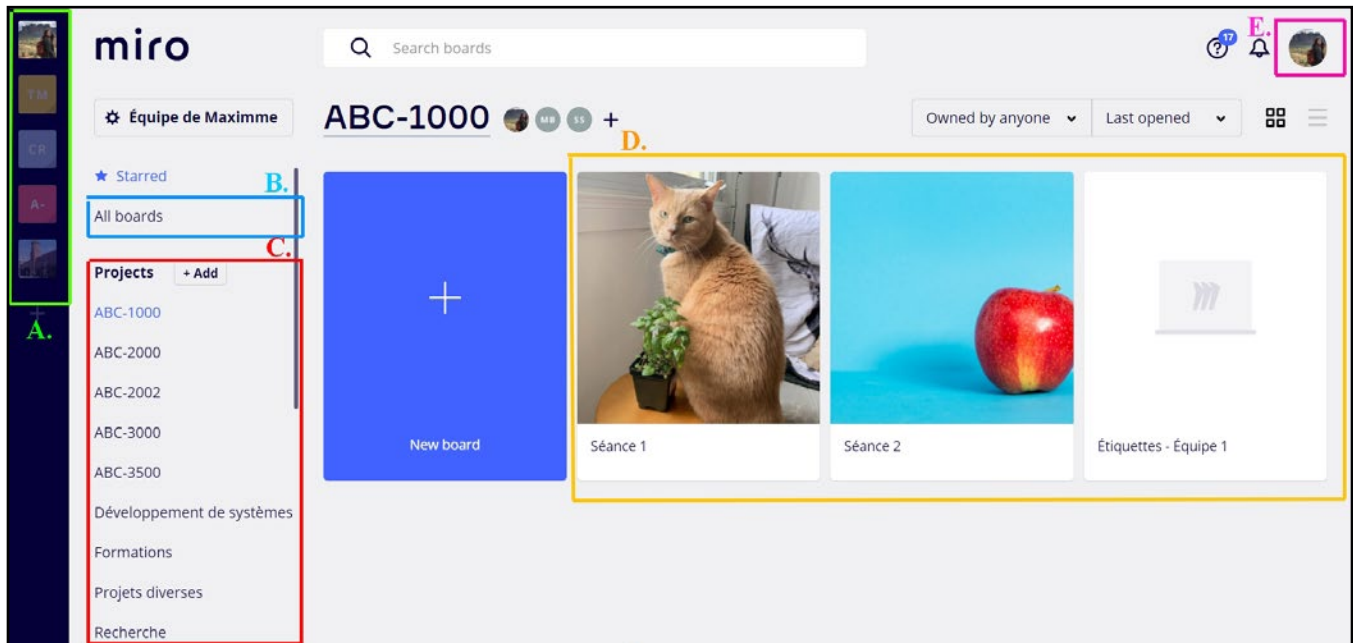 miro
Search boards
17
E.
TM
CR
A-
A.
Équipe de Maximme
ABC-1000 MB SS +
Owned by anyone
Last opened
D.
Starred
B.
All boards
C.
Projects + Add
ABC-1000
ABC-2000
ABC-2002
ABC-3000
ABC-3500
Développement de systèmes
Formations
Projets diverses
Recherche
New board
Séance 1
Séance 2
Étiquettes - Équipe 1